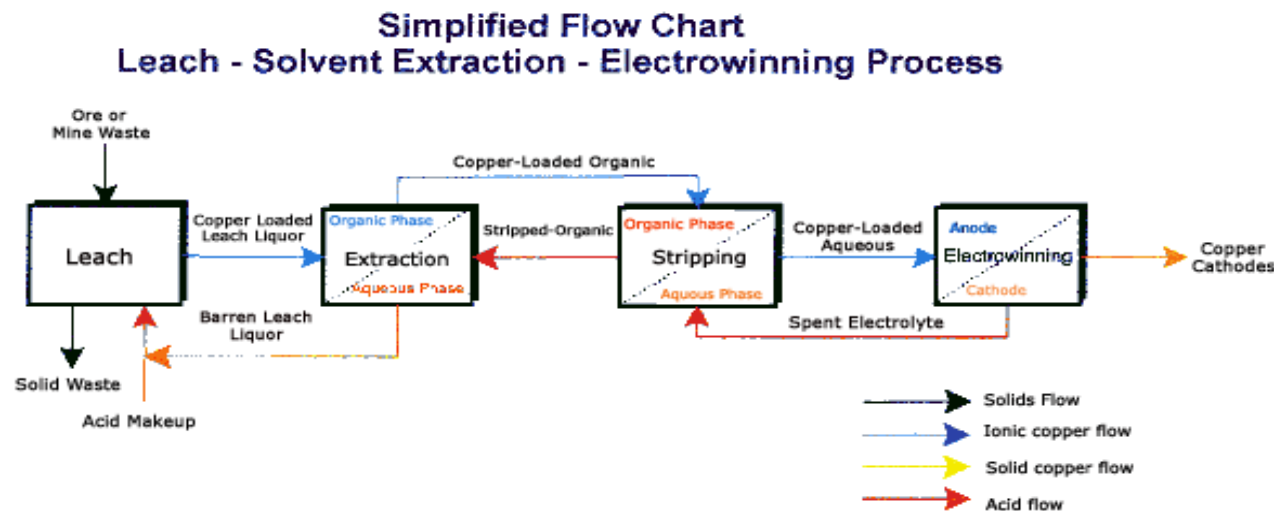 Simplified Flow Chart
Leach - Solvent Extraction - Electrowinning Process
Ore or
Mine Waste
Copper-Loaded Organic
Leach
Copper Loaded
Leach Liquor
Organic Phase
Extraction
Aqueous Phase
Stripped-Organic
Organic Phase
Stripping
Aquous Phase
Copper-Loaded
Aqueous
Anode
Electrowinning
Cathode
Copper
Cathodes
Barren Leach
Liquor
Spent Electrolyte
Solid Waste
Acid Makeup
Solids Flow
Ionic copper flow
Solid copper flow
Acid flow